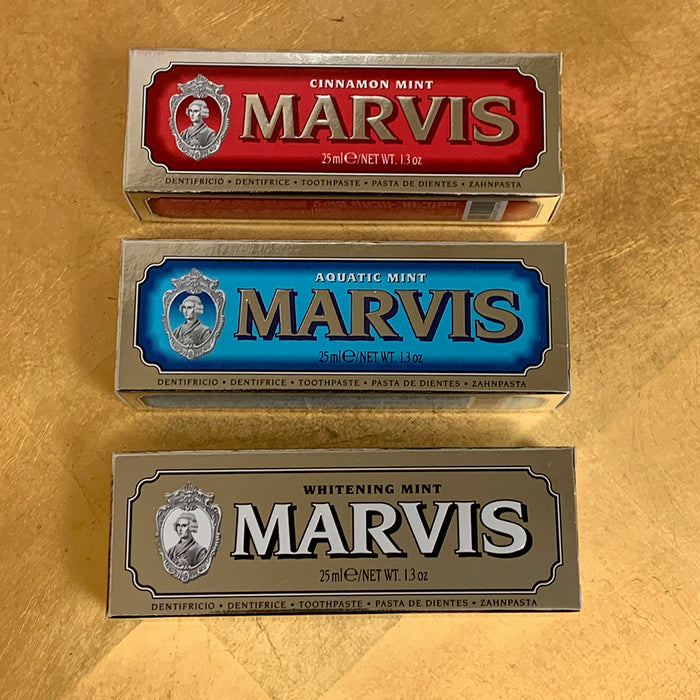 CINNAMON MINT
MARVIS
25 ml℮/NET WT. 1.3 oz
DENTIFRICIO • DENTIFRICE • TOOTHPASTE • PASTA DE DIENTES • ZAHNPASTA
AQUATIC MINT
MARVIS
25 ml℮/NET WT. 1.3 oz
DENTIFRICIO • DENTIFRICE • TOOTHPASTE • PASTA DE DIENTES • ZAHNPASTA
WHITENING MINT
MARVIS
25 ml℮/NET WT. 1.3 oz
DENTIFRICIO • DENTIFRICE • TOOTHPASTE • PASTA DE DIENTES • ZAHNPASTA